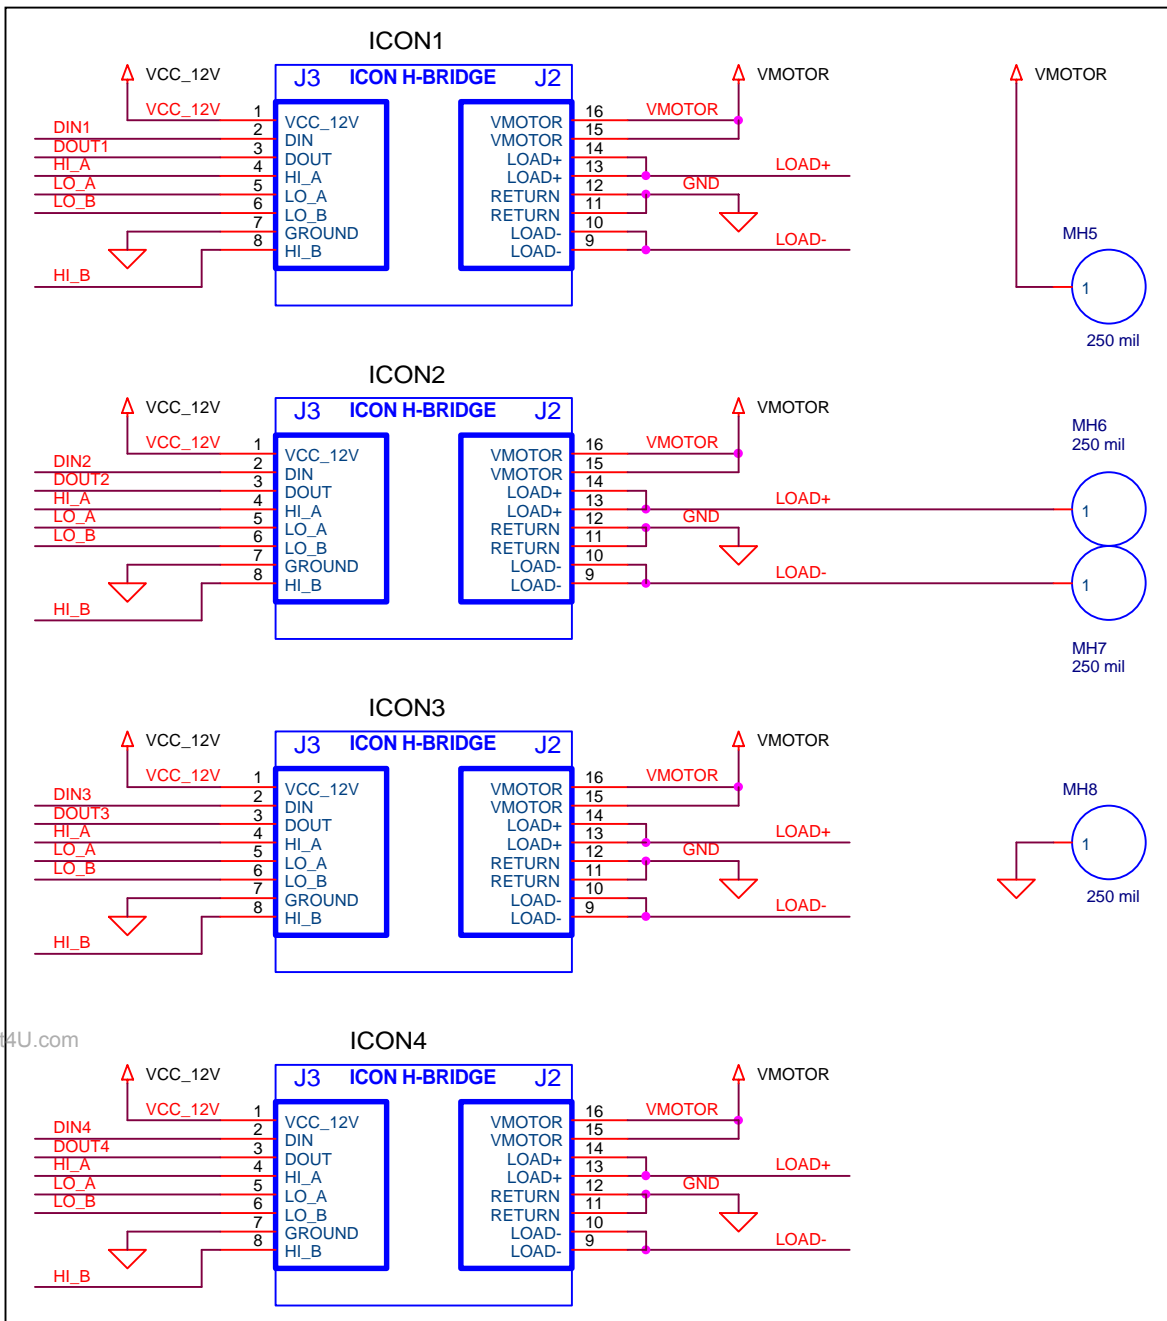 ICON1
VCC_12V J3 ICON H-BRIDGE J2 VMOTOR VMOTOR
VCC_12V 1 VCC_12V VMOTOR 16 VMOTOR
DIN1 2 DIN VMOTOR 15
DOUT1 3 DOUT LOAD+ 14
HI_A 4 HI_A LOAD+ 13 LOAD+
LO_A 5 LO_A RETURN 12 GND
LO_B 6 LO_B RETURN 11
7 GROUND LOAD- 10
8 HI_B LOAD- 9 LOAD-
HI_B
MH5
1
250 mil
ICON2
VCC_12V J3 ICON H-BRIDGE J2 VMOTOR
VCC_12V 1 VCC_12V VMOTOR 16 VMOTOR
DIN2 2 DIN VMOTOR 15
DOUT2 3 DOUT LOAD+ 14
HI_A 4 HI_A LOAD+ 13 LOAD+
LO_A 5 LO_A RETURN 12 GND
LO_B 6 LO_B RETURN 11
7 GROUND LOAD- 10
8 HI_B LOAD- 9 LOAD-
HI_B
MH6
250 mil
1
1
MH7
250 mil
ICON3
VCC_12V J3 ICON H-BRIDGE J2 VMOTOR
VCC_12V 1 VCC_12V VMOTOR 16 VMOTOR
DIN3 2 DIN VMOTOR 15
DOUT3 3 DOUT LOAD+ 14
HI_A 4 HI_A LOAD+ 13 LOAD+
LO_A 5 LO_A RETURN 12 GND
LO_B 6 LO_B RETURN 11
7 GROUND LOAD- 10
8 HI_B LOAD- 9 LOAD-
HI_B
MH8
1
250 mil
t4U.com
ICON4
VCC_12V J3 ICON H-BRIDGE J2 VMOTOR
VCC_12V 1 VCC_12V VMOTOR 16 VMOTOR
DIN4 2 DIN VMOTOR 15
DOUT4 3 DOUT LOAD+ 14
HI_A 4 HI_A LOAD+ 13 LOAD+
LO_A 5 LO_A RETURN 12 GND
LO_B 6 LO_B RETURN 11
7 GROUND LOAD- 10
8 HI_B LOAD- 9 LOAD-
HI_B